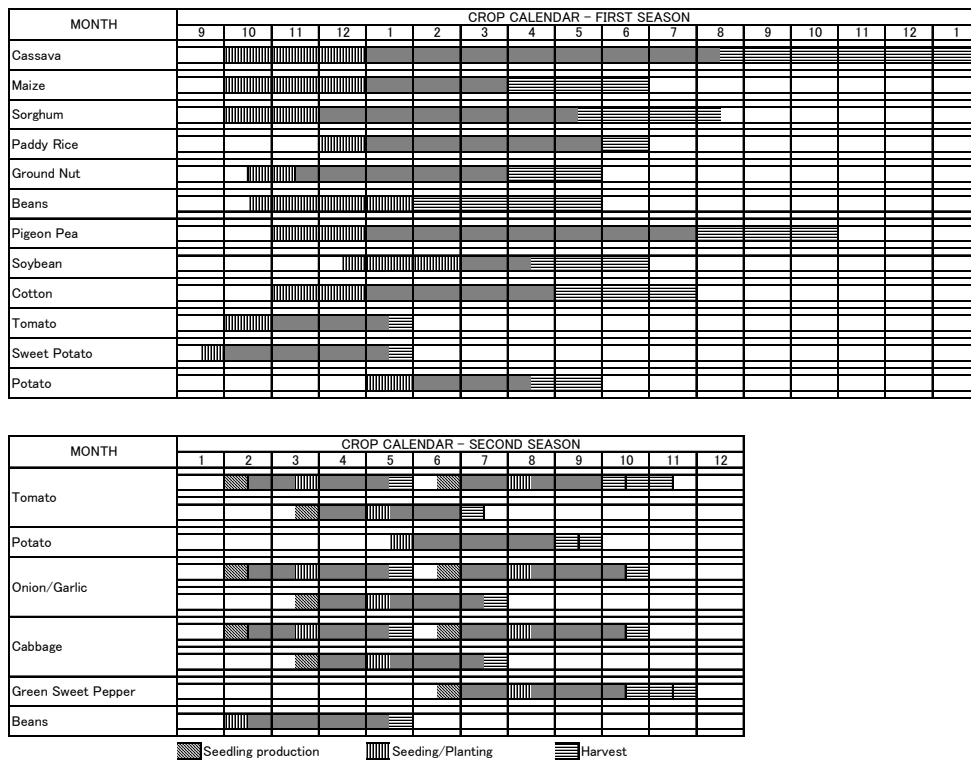 MONTH
CROP CALENDAR - FIRST SEASON
9 10 11 12 1 2 3 4 5 6 7 8 9 10 11 12 1
Cassava
Maize
Sorghum
Paddy Rice
Ground Nut
Beans
Pigeon Pea
Soybean
Cotton
Tomato
Sweet Potato
Potato
MONTH
CROP CALENDAR - SECOND SEASON
1 2 3 4 5 6 7 8 9 10 11 12
Tomato
Potato
Onion/Garlic
Cabbage
Green Sweet Pepper
Beans
Seedling production Seeding/Planting Harvest